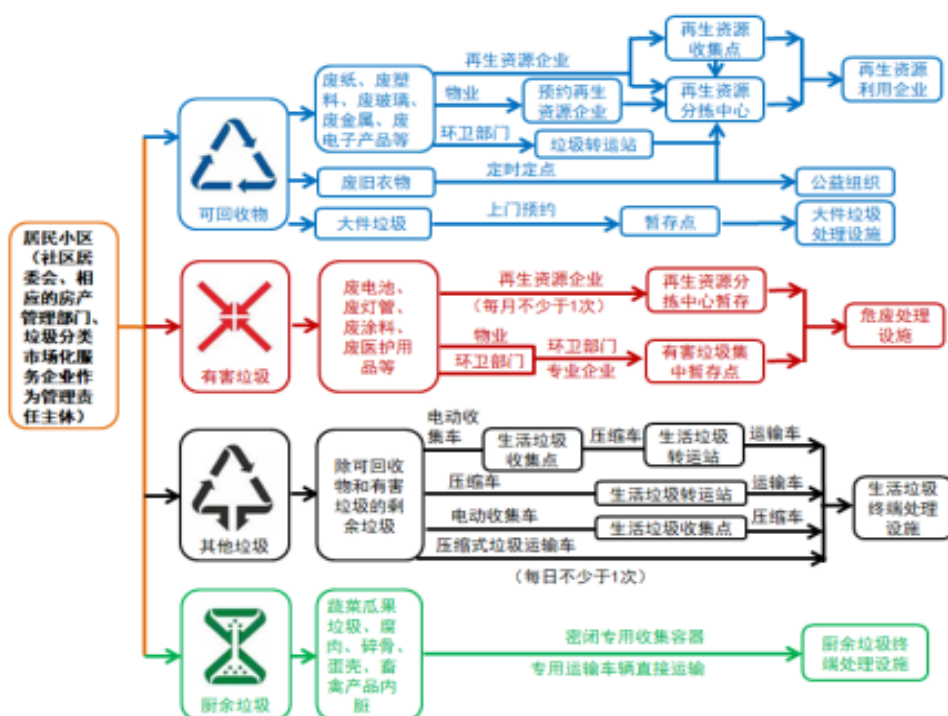 居民小区
（社区居
委会、相
应的房产
管理部门、
垃圾分类
市场化服
务企业作
为管理责
任主体）
可回收物
废纸、废塑
料、废玻璃、
废金属、废
电子产品等
再生资源企业
物业
预约再生
资源企业
环卫部门
垃圾转运站
再生资源
收集点
再生资源
分拣中心
再生资源
利用企业
废旧衣物
定时定点
公益组织
大件垃圾
上门预约
暂存点
大件垃圾
处理设施
有害垃圾
废电池、
废灯管、
废涂料、
废医护用
品等
再生资源企业
（每月不少于1次）
再生资源分
拣中心暂存
物业
环卫部门
环卫部门
专业企业
有害垃圾集
中暂存点
危废处理
设施
其他垃圾
除可回收
物和有害
垃圾的剩
余垃圾
电动收
集车
生活垃圾
收集点
压缩车
生活垃圾
转运站
运输车
压缩车
生活垃圾转运站
运输车
电动收集车
生活垃圾收集点
压缩车
压缩式垃圾运输车
（每日不少于1次）
生活垃圾
终端处理
设施
厨余垃圾
蔬菜瓜果
垃圾、腐
肉、碎骨、
蛋壳、畜
禽产品内
脏
密闭专用收集容器
专用运输车辆直接运输
厨余垃圾终
端处理设施